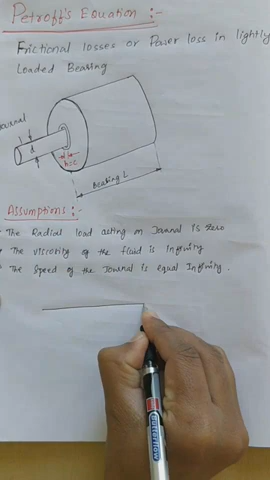 Petroff's Equation :-
Frictional losses or Power loss in lightly
Loaded Bearing
Journal
d
h=c
Bearing L
Assumptions :-
The Radial load acting on Journal is zero
The viscosity of the fluid is infinity
The speed of the Journal is equal Infinity.